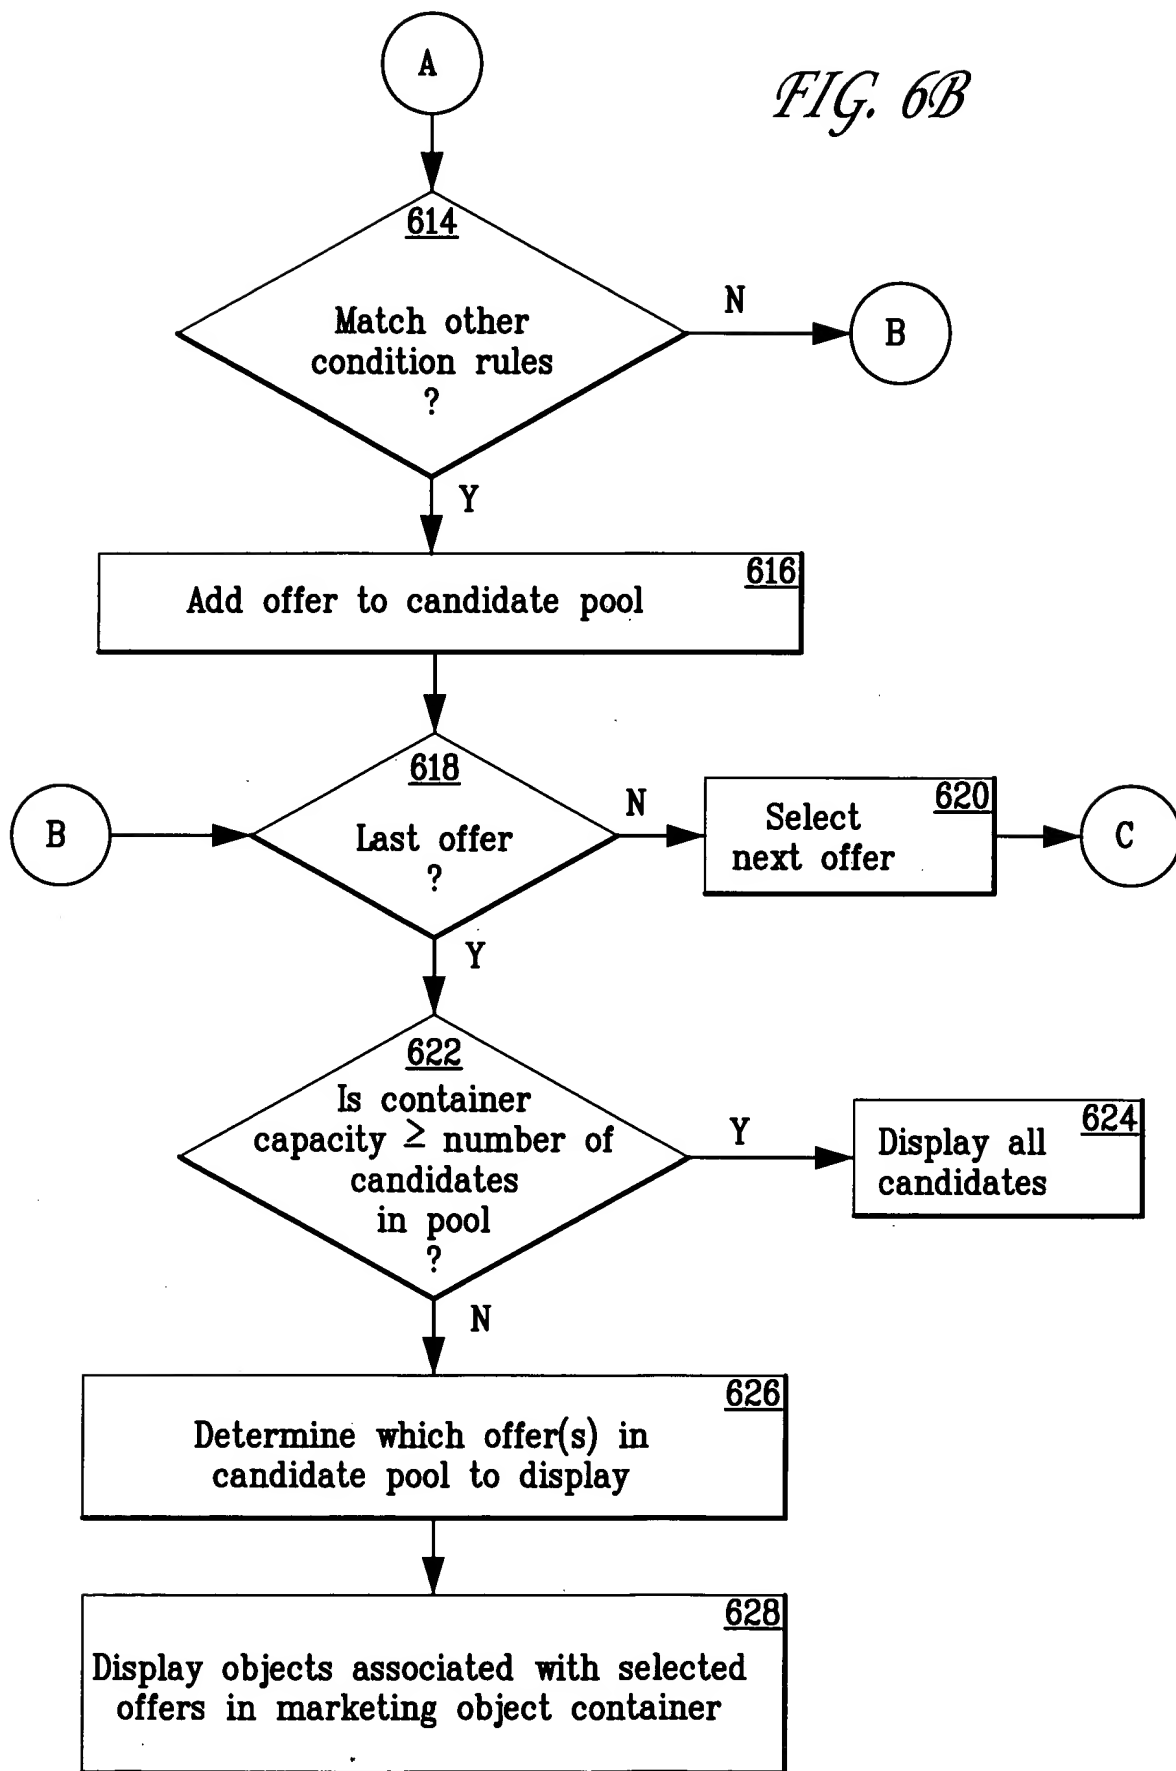 A
FIG. 6B
614
Match other
condition rules
?
N
B
Y
616
Add offer to candidate pool
B
618
Last offer
?
N
620
Select
next offer
C
Y
622
Is container
capacity ≥ number of
candidates
in pool
?
Y
624
Display all
candidates
N
626
Determine which offer(s) in
candidate pool to display
628
Display objects associated with selected
offers in marketing object container